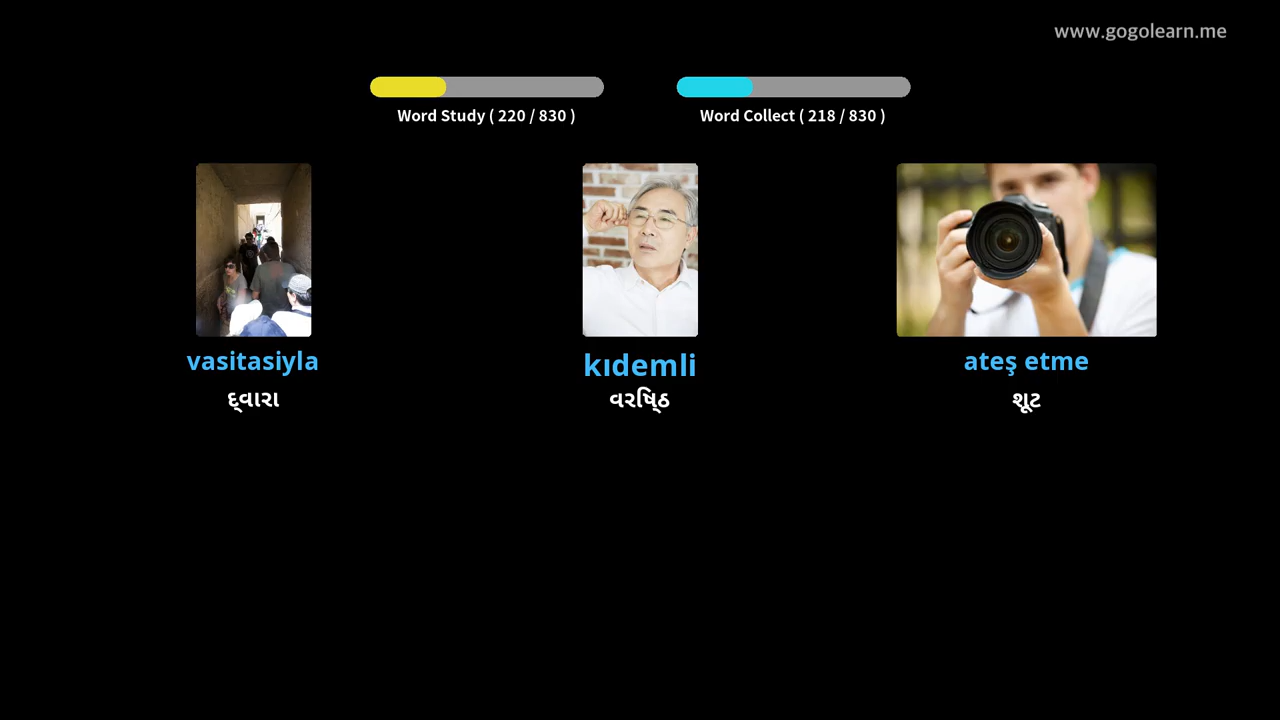 www.gogolearn.me
Word Study ( 220 / 830 )
Word Collect ( 218 / 830 )
vasitasiyla
kıdemli
ateş etme
દ્વારા
વરિષ્ઠ
શૂટ